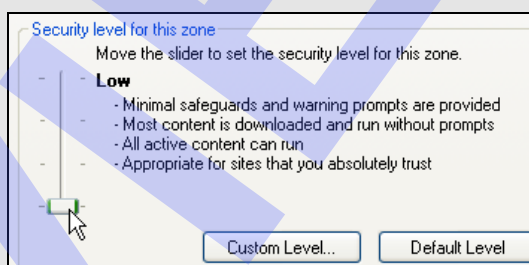 Security level for this zone
Move the slider to set the security level for this zone.
Low
- Minimal safeguards and warning prompts are provided
- Most content is downloaded and run without prompts
- All active content can run
- Appropriate for sites that you absolutely trust
Custom Level...
Default Level